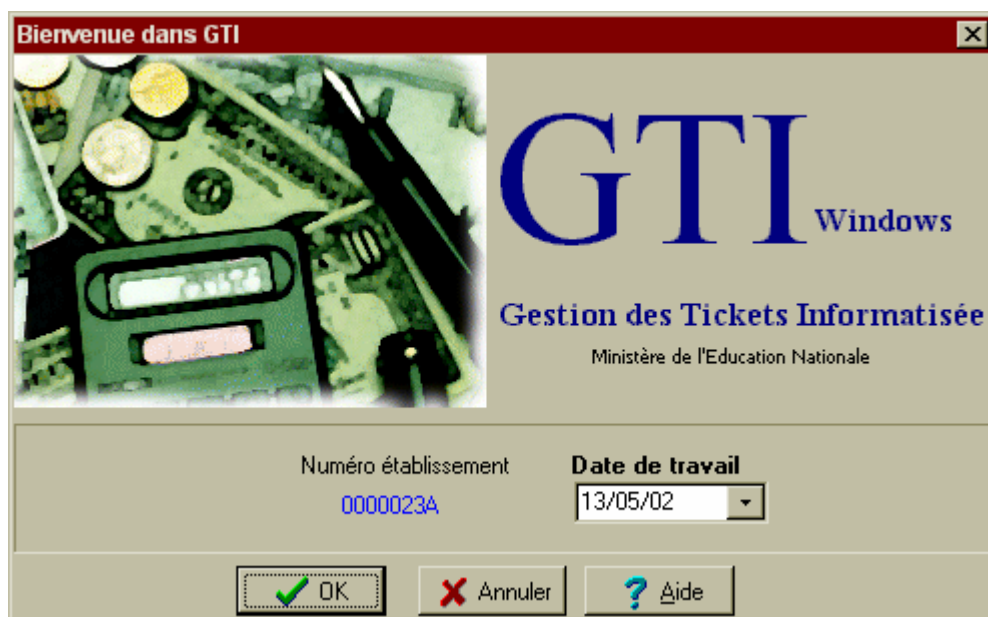 Bienvenue dans GTI
GTI Windows
Gestion des Tickets Informatisée
Ministère de l'Education Nationale
Numéro établissement
Date de travail
0000023A
13/05/02
OK
Annuler
Aide